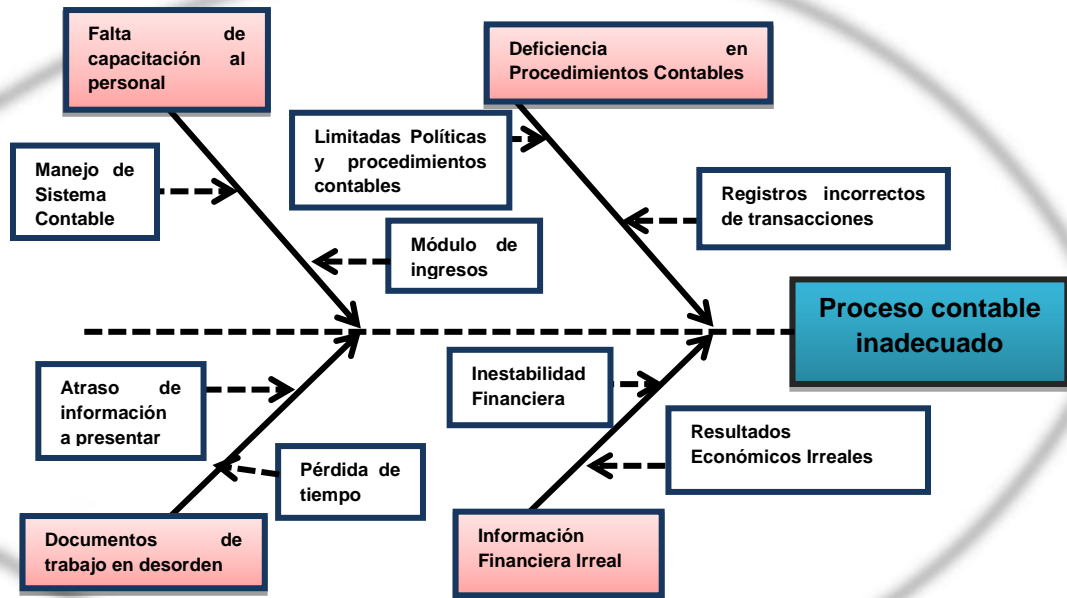 Falta de
capacitación al
personal
Deficiencia en
Procedimientos Contables
Limitadas Políticas
y procedimientos
contables
Manejo de
Sistema
Contable
Registros incorrectos
de transacciones
Módulo de
ingresos
Proceso contable
inadecuado
Atraso de
información
a presentar
Inestabilidad
Financiera
Resultados
Económicos Irreales
Pérdida de
tiempo
Documentos de
trabajo en desorden
Información
Financiera Irreal